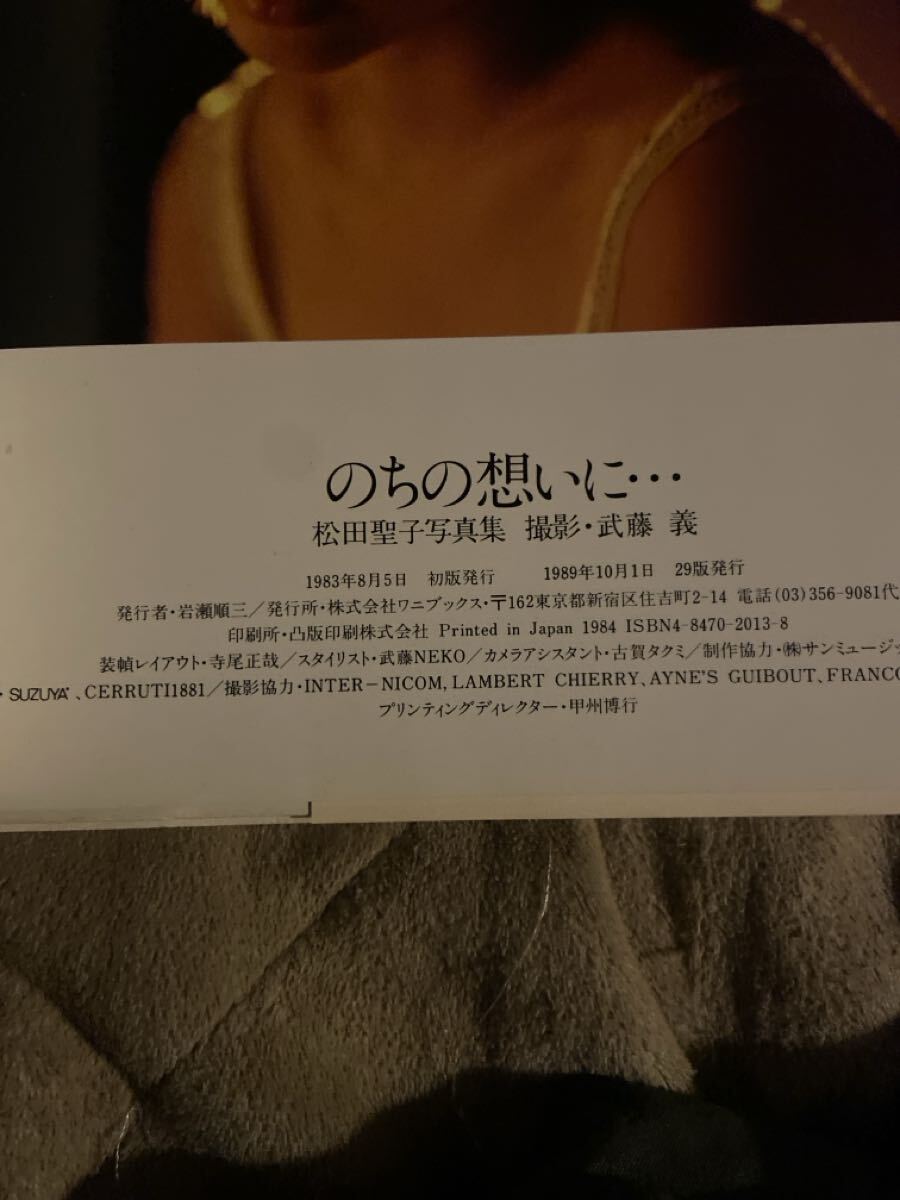 のちの想いに…
松田聖子写真集 撮影・武藤 義
1983年8月5日 初版発行 1989年10月1日 29版発行
発行者・岩瀬順三／発行所・株式会社ワニブックス・〒162東京都新宿区住吉町2-14 電話(03)356-9081代
印刷所・凸版印刷株式会社 Printed in Japan 1984 ISBN4-8470-2013-8
装幀レイアウト・寺尾正哉／スタイリスト・武藤NEKO／カメラアシスタント・古賀タクミ／制作協力・㈱サンミュージッ
・SUZUYA、CERRUTI1881／撮影協力・INTER-NICOM, LAMBERT CHIERRY, AYNE'S GUIBOUT, FRANCO
プリンティングディレクター・甲州博行